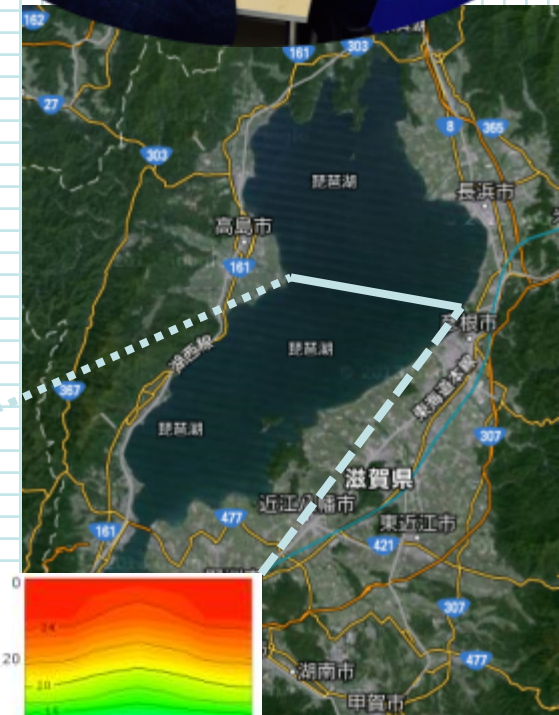 162
161
303
27
303
8
365
琵琶湖
長浜市
高島市
161
彦根市
琵琶湖
湖西線
367
東海道本線
琵琶湖
307
滋賀県
近江八幡市
477
東近江市
161
421
0
307
24
20
20
477
湖南市
甲賀市